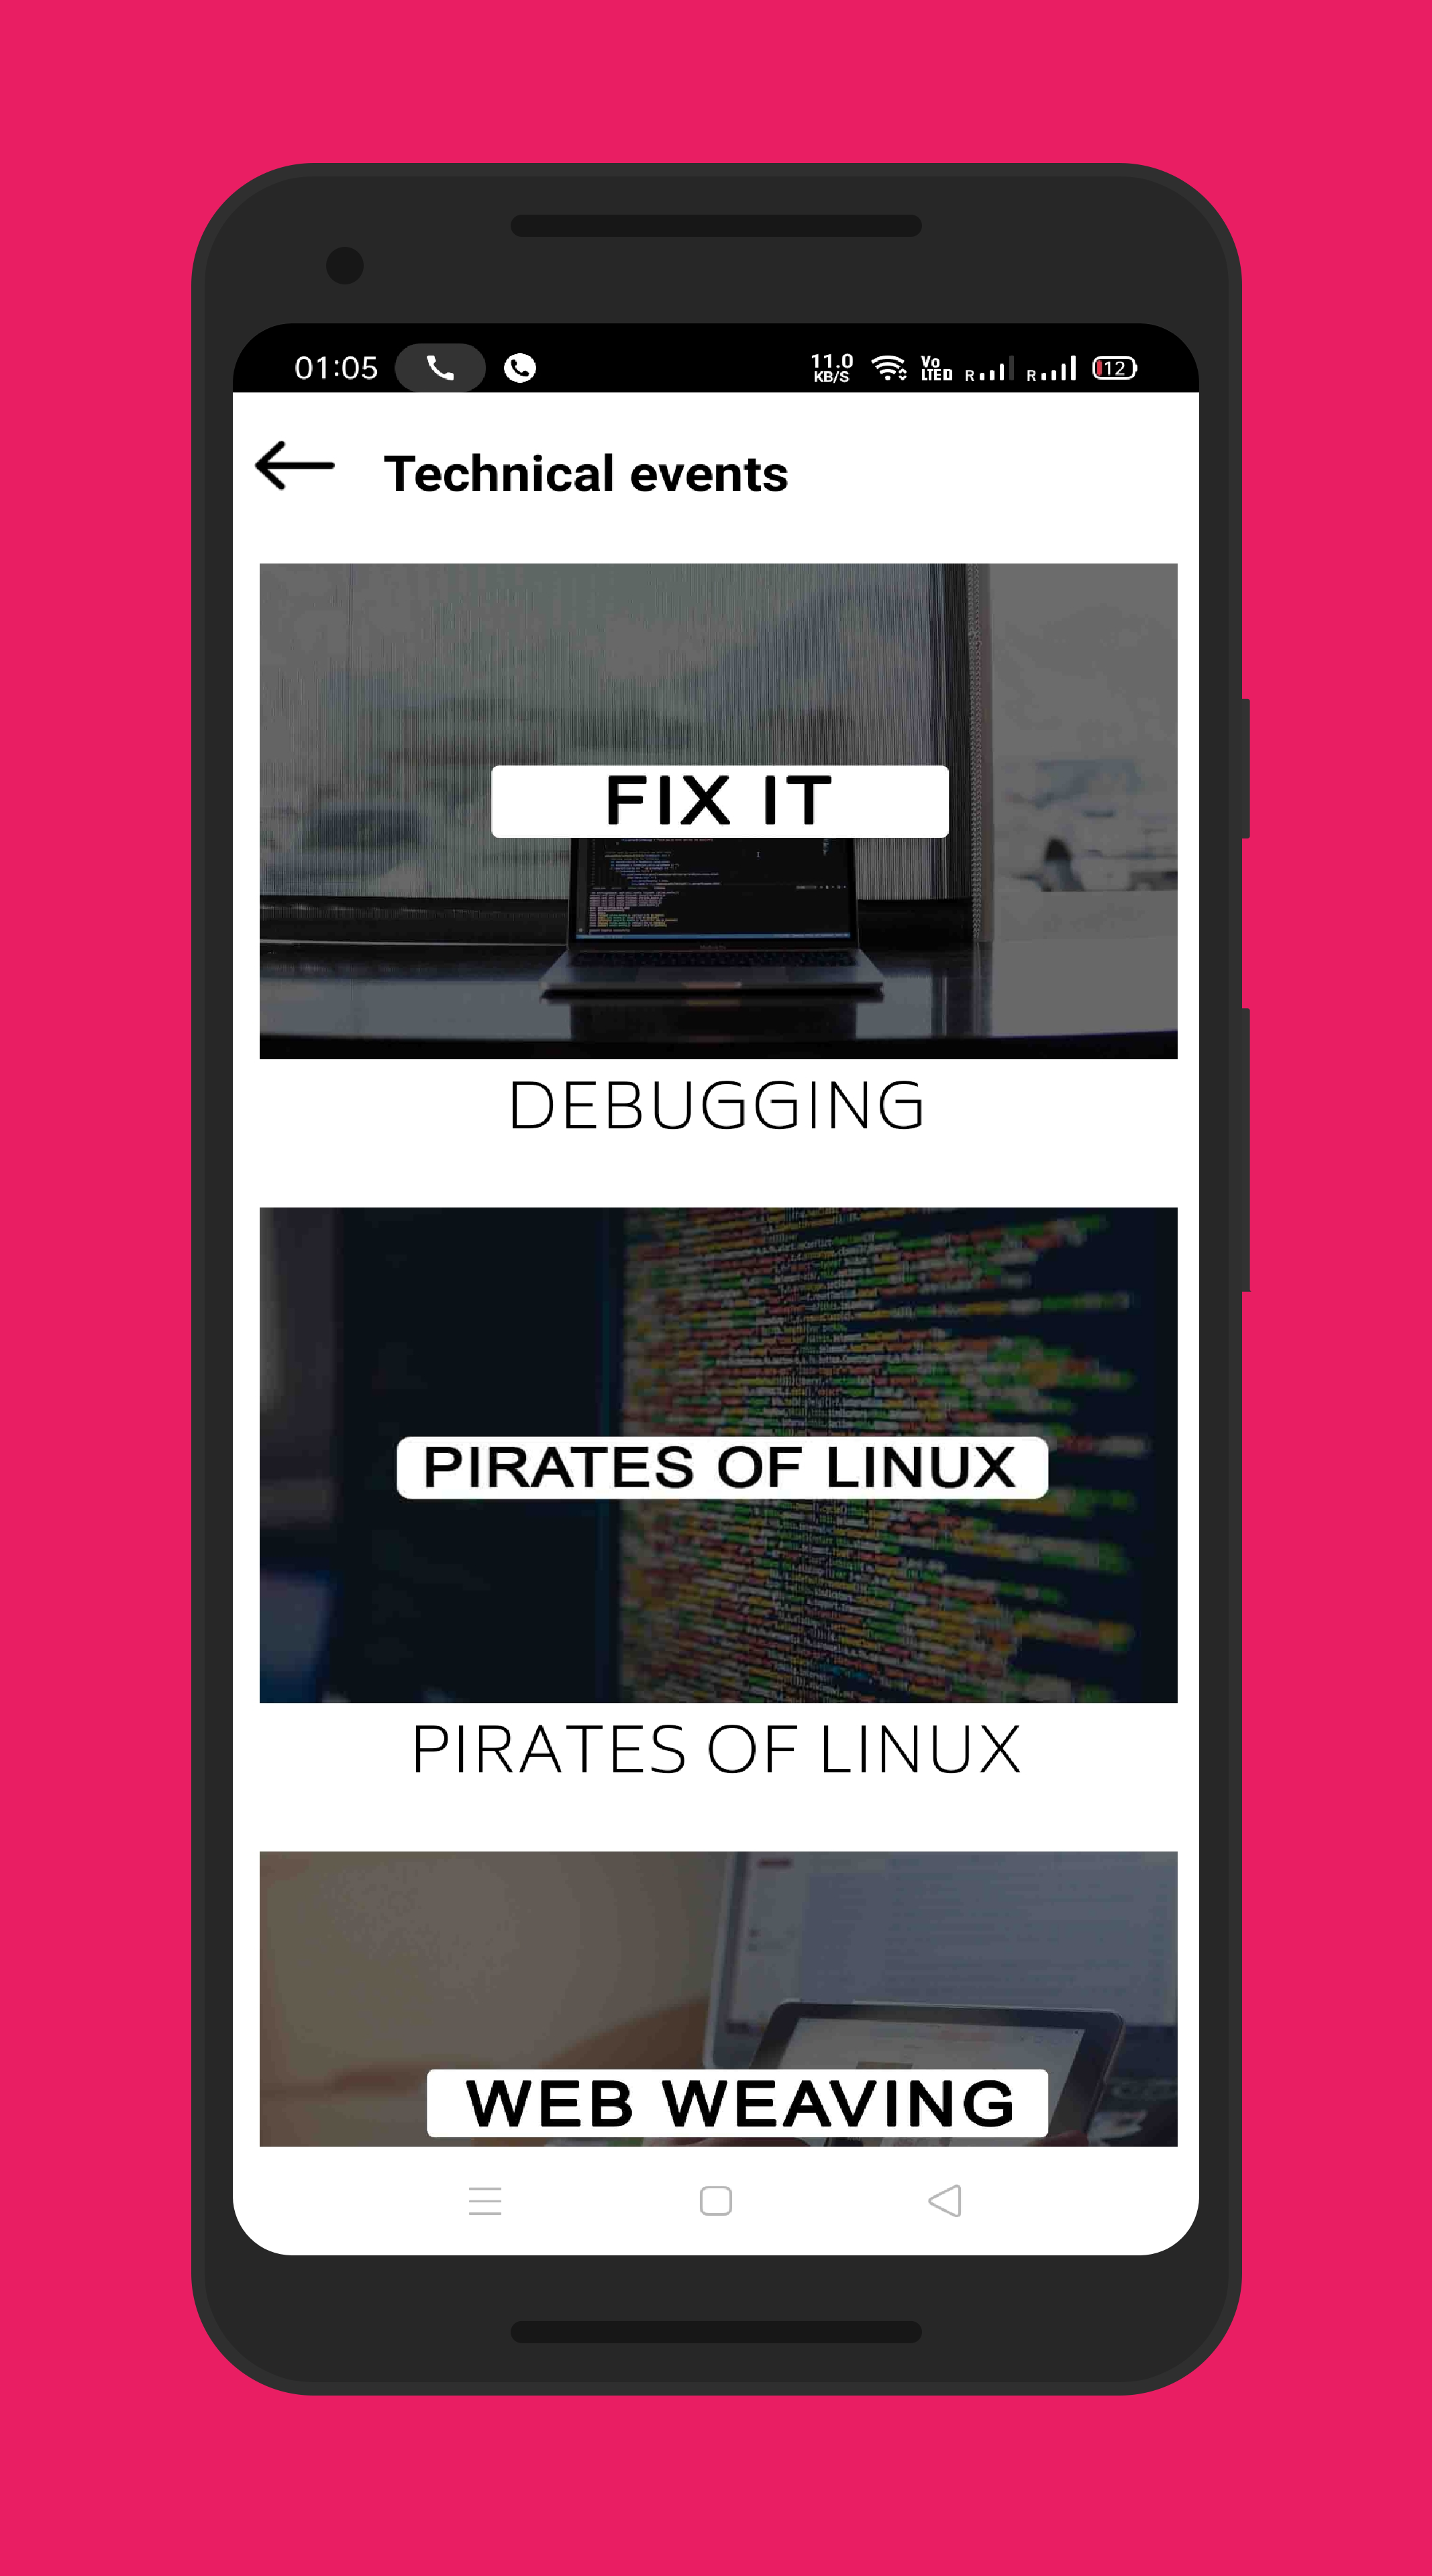 01:05 11.0 KB/S Vo LTE D R R 12
Technical events
FIX IT
DEBUGGING
PIRATES OF LINUX
PIRATES OF LINUX
WEB WEAVING